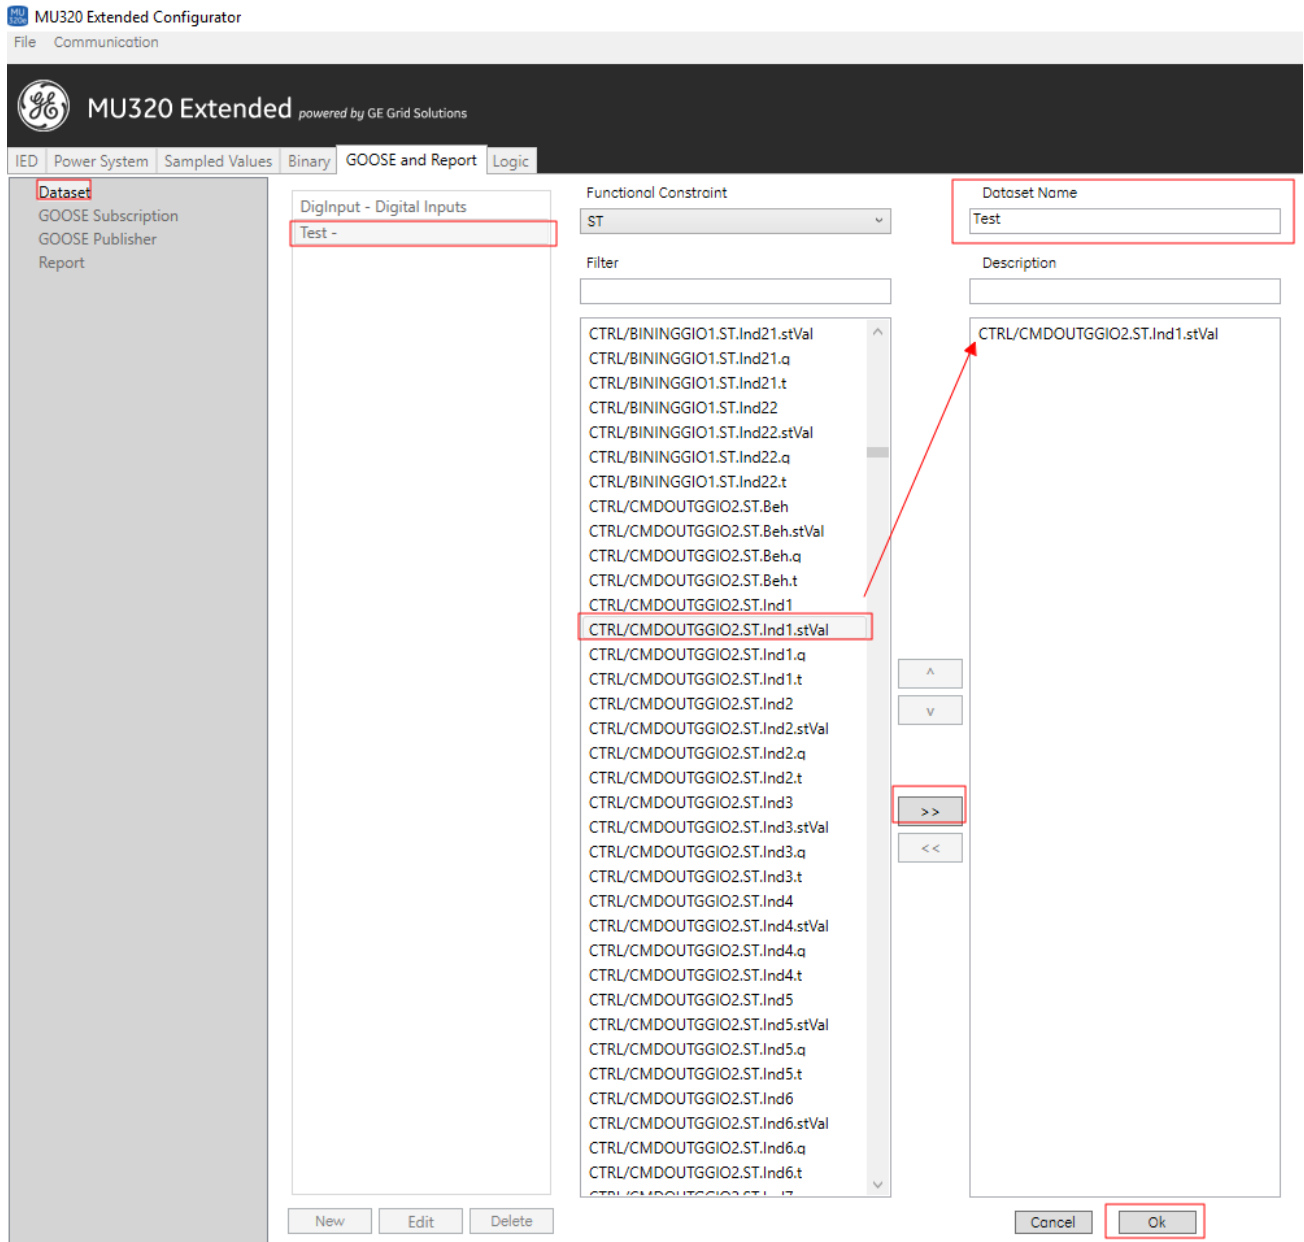 MU320 Extended Configurator
File Communication
MU320 Extended powered by GE Grid Solutions
IED Power System Sampled Values Binary GOOSE and Report Logic
Dataset
GOOSE Subscription
GOOSE Publisher
Report
DigInput - Digital Inputs
Test -
Functional Constraint
ST
Filter
CTRL/BININGGIO1.ST.Ind21.stVal
CTRL/BININGGIO1.ST.Ind21.q
CTRL/BININGGIO1.ST.Ind21.t
CTRL/BININGGIO1.ST.Ind22
CTRL/BININGGIO1.ST.Ind22.stVal
CTRL/BININGGIO1.ST.Ind22.q
CTRL/BININGGIO1.ST.Ind22.t
CTRL/CMDOUTGGIO2.ST.Beh
CTRL/CMDOUTGGIO2.ST.Beh.stVal
CTRL/CMDOUTGGIO2.ST.Beh.q
CTRL/CMDOUTGGIO2.ST.Beh.t
CTRL/CMDOUTGGIO2.ST.Ind1
CTRL/CMDOUTGGIO2.ST.Ind1.stVal
CTRL/CMDOUTGGIO2.ST.Ind1.q
CTRL/CMDOUTGGIO2.ST.Ind1.t
CTRL/CMDOUTGGIO2.ST.Ind2
CTRL/CMDOUTGGIO2.ST.Ind2.stVal
CTRL/CMDOUTGGIO2.ST.Ind2.q
CTRL/CMDOUTGGIO2.ST.Ind2.t
CTRL/CMDOUTGGIO2.ST.Ind3
CTRL/CMDOUTGGIO2.ST.Ind3.stVal
CTRL/CMDOUTGGIO2.ST.Ind3.q
CTRL/CMDOUTGGIO2.ST.Ind3.t
CTRL/CMDOUTGGIO2.ST.Ind4
CTRL/CMDOUTGGIO2.ST.Ind4.stVal
CTRL/CMDOUTGGIO2.ST.Ind4.q
CTRL/CMDOUTGGIO2.ST.Ind4.t
CTRL/CMDOUTGGIO2.ST.Ind5
CTRL/CMDOUTGGIO2.ST.Ind5.stVal
CTRL/CMDOUTGGIO2.ST.Ind5.q
CTRL/CMDOUTGGIO2.ST.Ind5.t
CTRL/CMDOUTGGIO2.ST.Ind6
CTRL/CMDOUTGGIO2.ST.Ind6.stVal
CTRL/CMDOUTGGIO2.ST.Ind6.q
CTRL/CMDOUTGGIO2.ST.Ind6.t
>>
<<
Dataset Name
Test
Description
CTRL/CMDOUTGGIO2.ST.Ind1.stVal
New Edit Delete
Cancel Ok